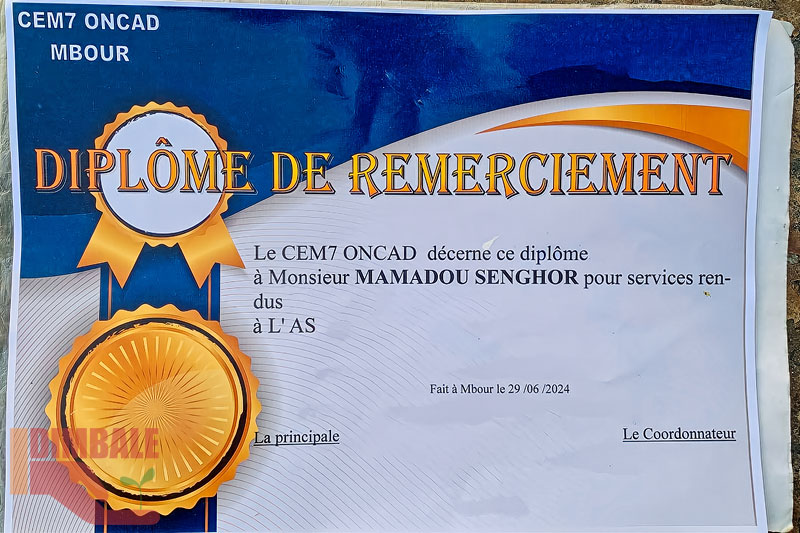 CEM7 ONCAD
MBOUR
DIPLÔME DE REMERCIEMENT
Le CEM7 ONCAD décerne ce diplôme
à Monsieur MAMADOU SENGHOR pour services ren-
dus
à L' AS
Fait à Mbour le 29 /06 /2024
La principale
Le Coordonnateur
DIMBALE